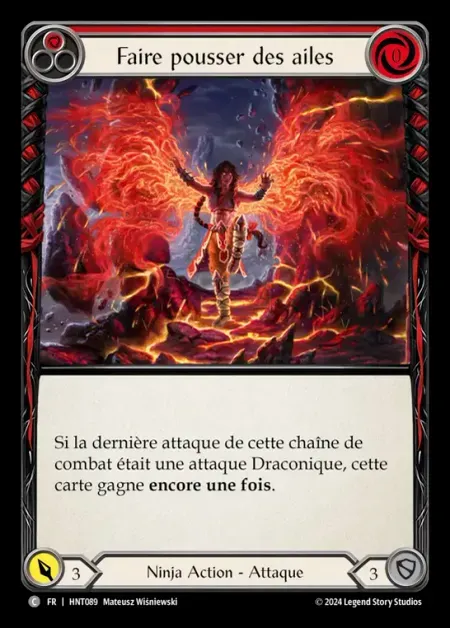 Faire pousser des ailes
0
Si la dernière attaque de cette chaîne de
combat était une attaque Draconique, cette
carte gagne encore une fois.
3
Ninja Action - Attaque
3
C FR | HNT089 Mateusz Wiśniewski
© 2024 Legend Story Studios